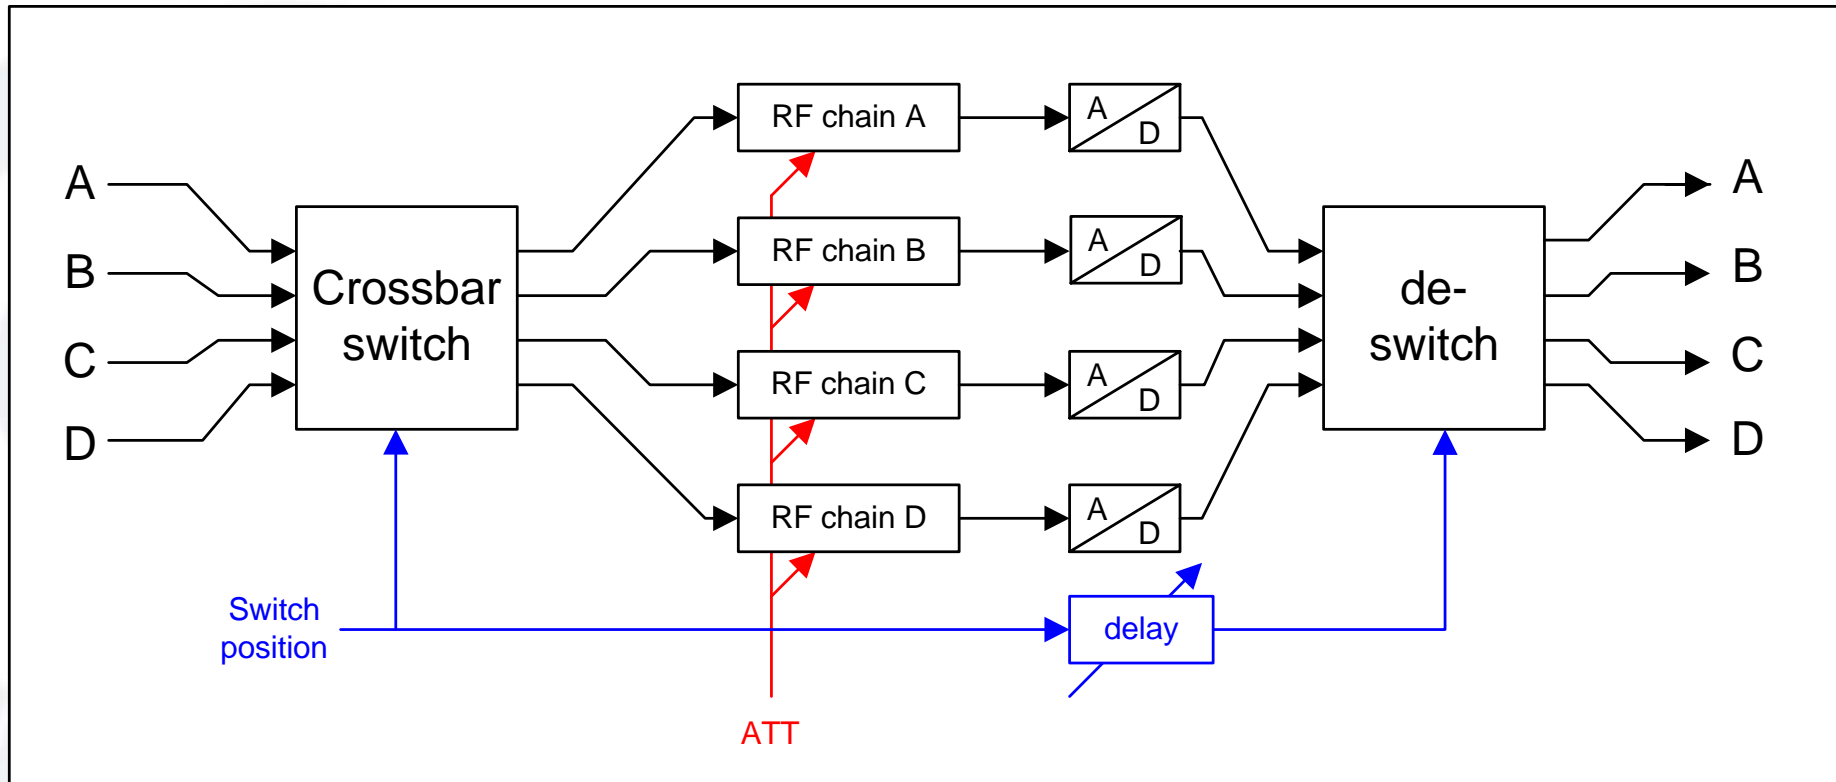 RF chain A
A
D
A
RF chain B
A
D
B
Crossbar
switch
C
RF chain C
A
D
D
RF chain D
A
D
de-
switch
A
B
C
D
Switch
position
delay
ATT